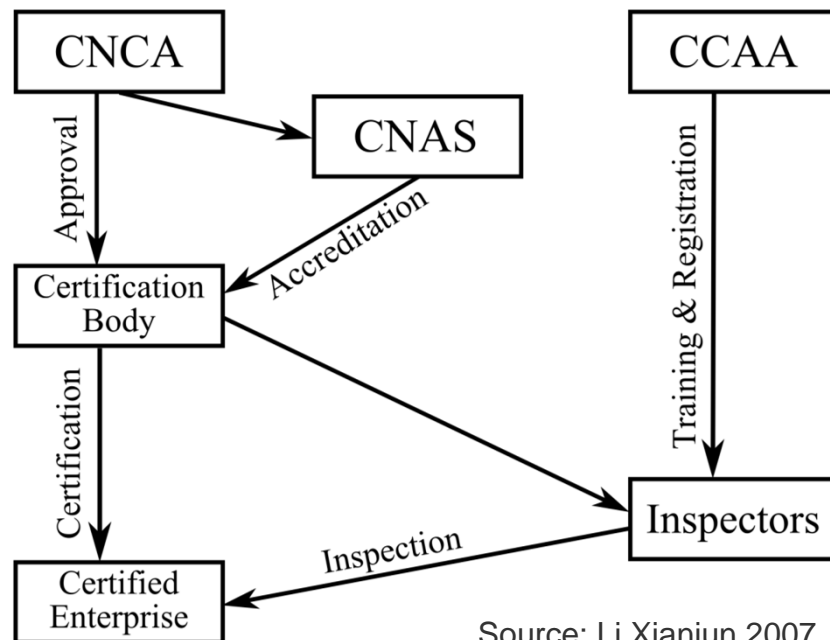 CNCA
CCAA
CNAS
Approval
Accreditation
Training & Registration
Certification
Body
Certification
Inspectors
Inspection
Certified
Enterprise
Source: Li Xianjun 2007